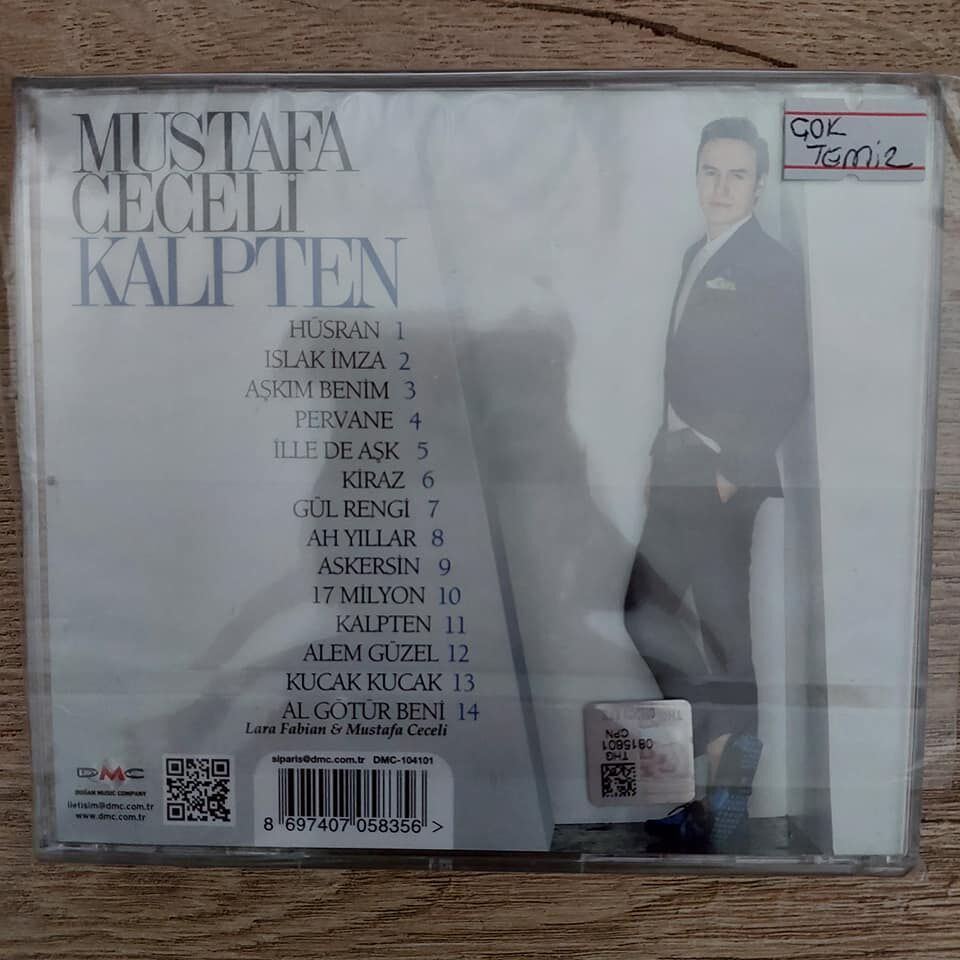 MUSTAFA
CECELİ
KALPTEN
ÇOK
TEMİZ
HÜSRAN 1
ISLAK İMZA 2
AŞKIM BENİM 3
PERVANE 4
İLLE DE AŞK 5
KİRAZ 6
GÜL RENGİ 7
AH YILLAR 8
ASKERSİN 9
17 MİLYON 10
KALPTEN 11
ALEM GÜZEL 12
KUCAK KUCAK 13
AL GÖTÜR BENİ 14
Lara Fabian & Mustafa Ceceli
DMC
DOĞAN MUSIC COMPANY
iletisim@dmc.com.tr
www.dmc.com.tr
siparis@dmc.com.tr DMC-104101
8 697407 058356 >
THG
CPN
0815601